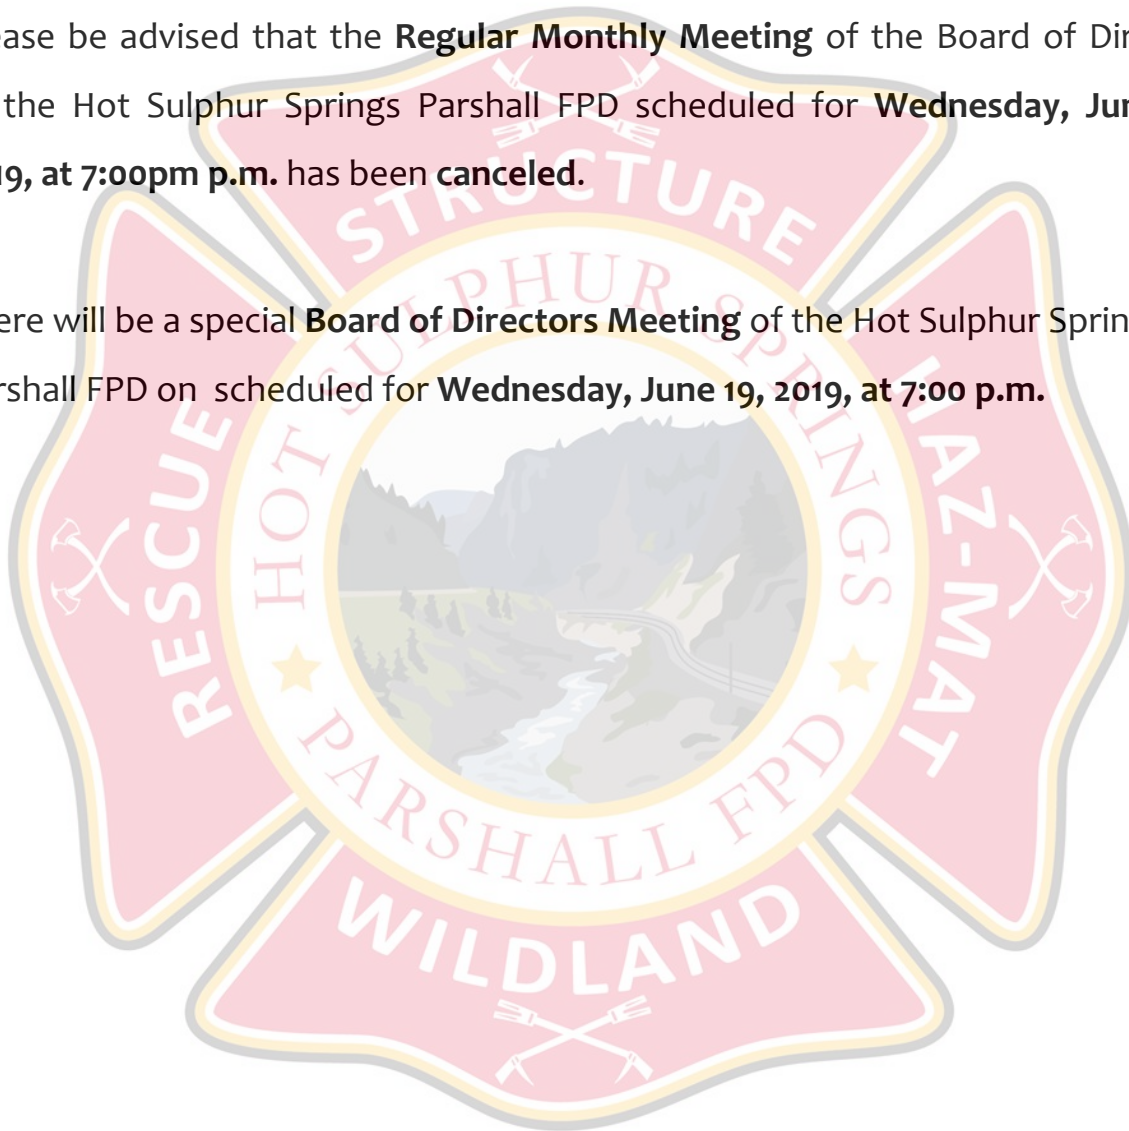 ease be advised that the Regular Monthly Meeting of the Board of Dir
the Hot Sulphur Springs Parshall FPD scheduled for Wednesday, Jun
19, at 7:00pm p.m. has been canceled.
ere will be a special Board of Directors Meeting of the Hot Sulphur Sprin
rshall FPD on scheduled for Wednesday, June 19, 2019, at 7:00 p.m.
STRUCTURE
HOT SULPHUR SPRINGS
RESCUE
HAZ-MAT
PARSHALL FPD
WILDLAND